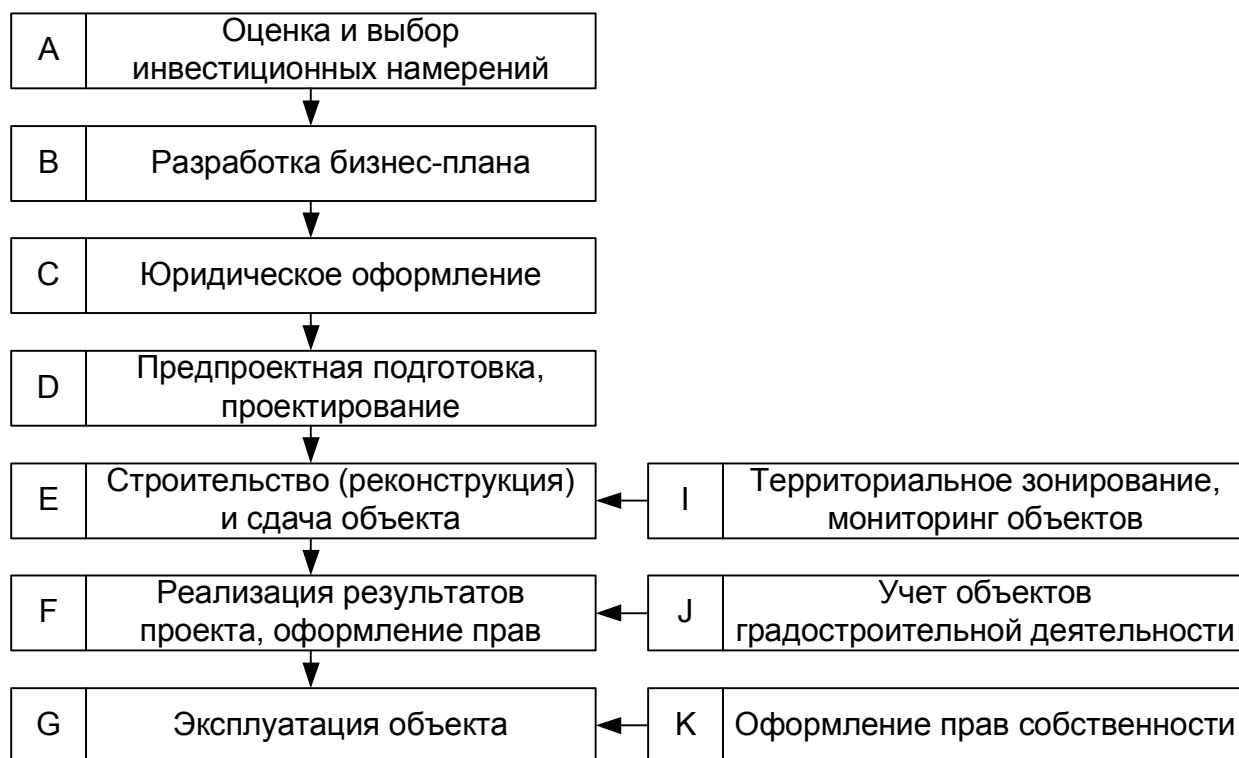 A
Оценка и выбор
инвестиционных намерений
B
Разработка бизнес-плана
C
Юридическое оформление
D
Предпроектная подготовка,
проектирование
E
Строительство (реконструкция)
и сдача объекта
I
Территориальное зонирование,
мониторинг объектов
F
Реализация результатов
проекта, оформление прав
J
Учет объектов
градостроительной деятельности
G
Эксплуатация объекта
K
Оформление прав собственности